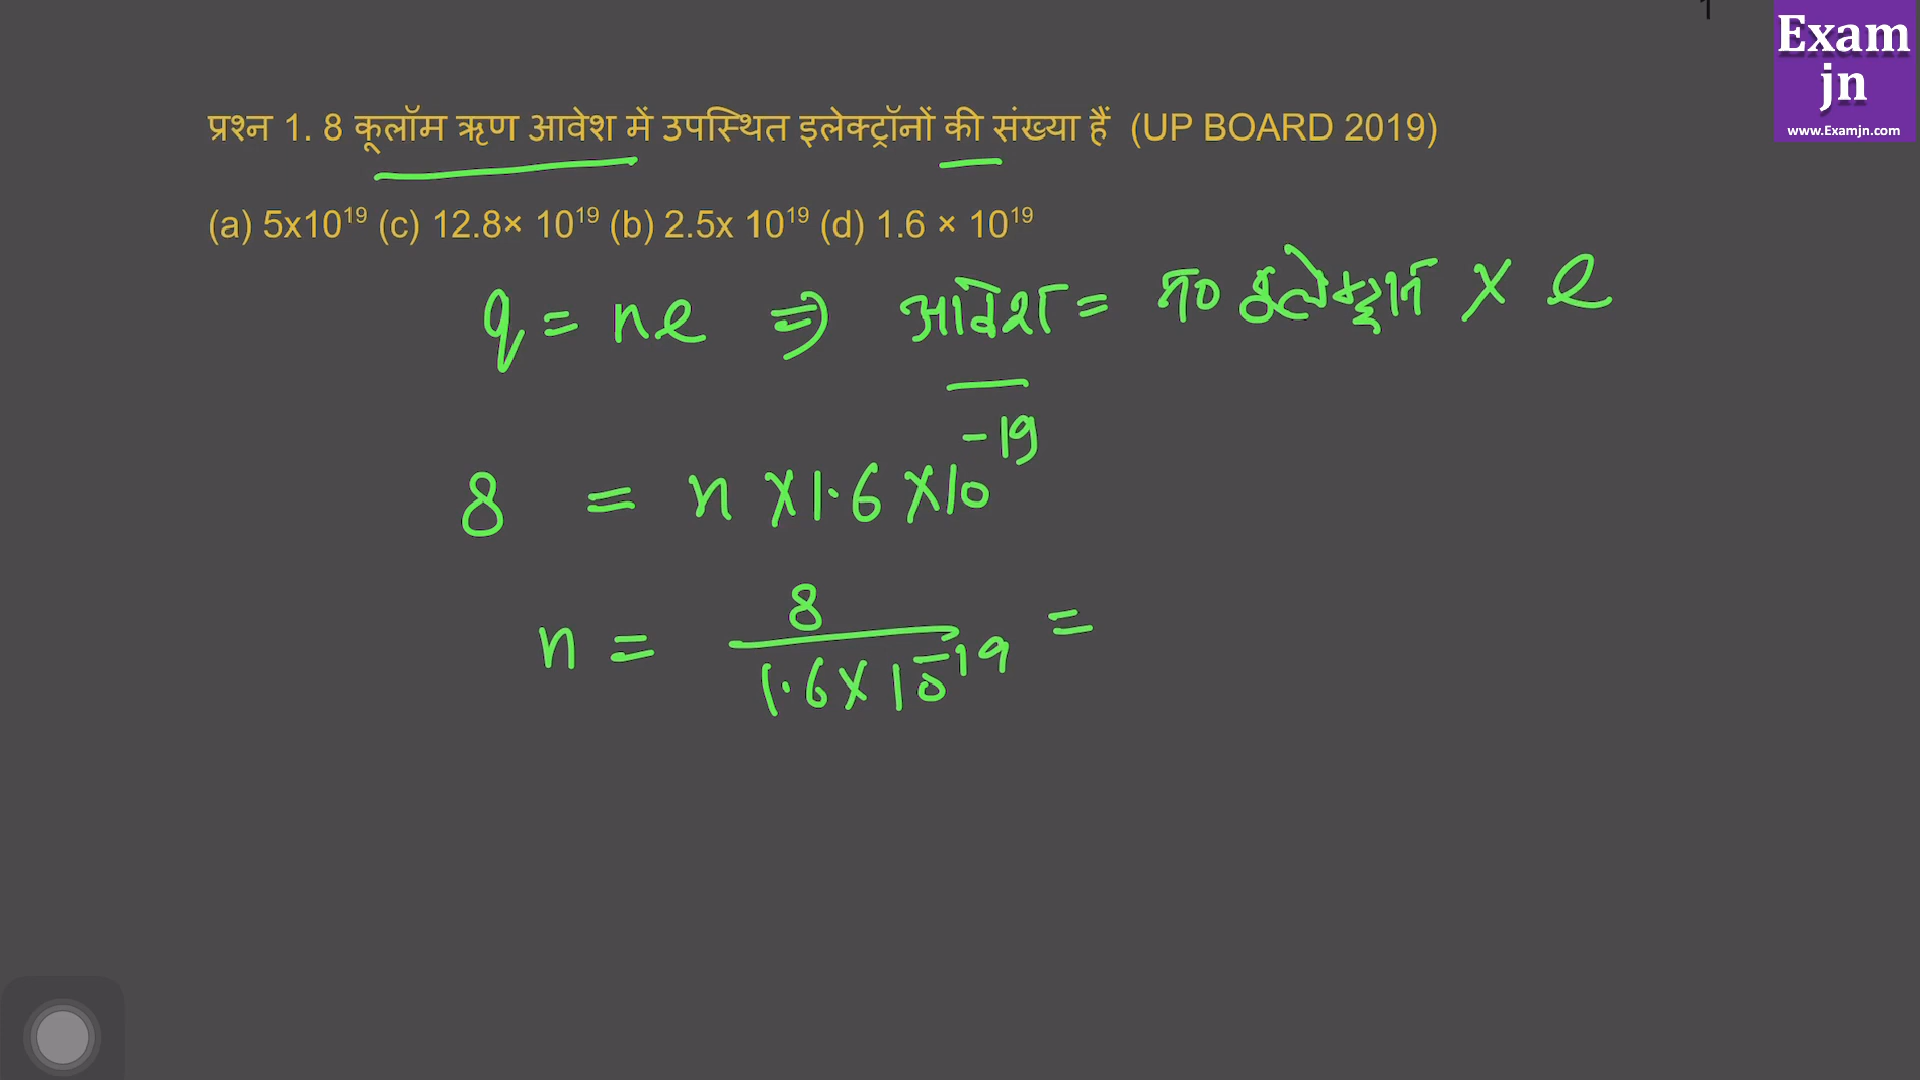 1
Exam
jn
www.Examjn.com
प्रश्न 1. 8 कूलॉम ऋण आवेश में उपस्थित इलेक्ट्रॉनों की संख्या हैं (UP BOARD 2019)
(a) 5x10¹⁹ (c) 12.8× 10¹⁹ (b) 2.5x 10¹⁹ (d) 1.6 × 10¹⁹
q = ne ⇒ आवेश = न० इलेक्ट्रान × e
8 = n × 1.6 × 10⁻¹⁹
n = 8 / 1.6 × 10⁻¹⁹ =